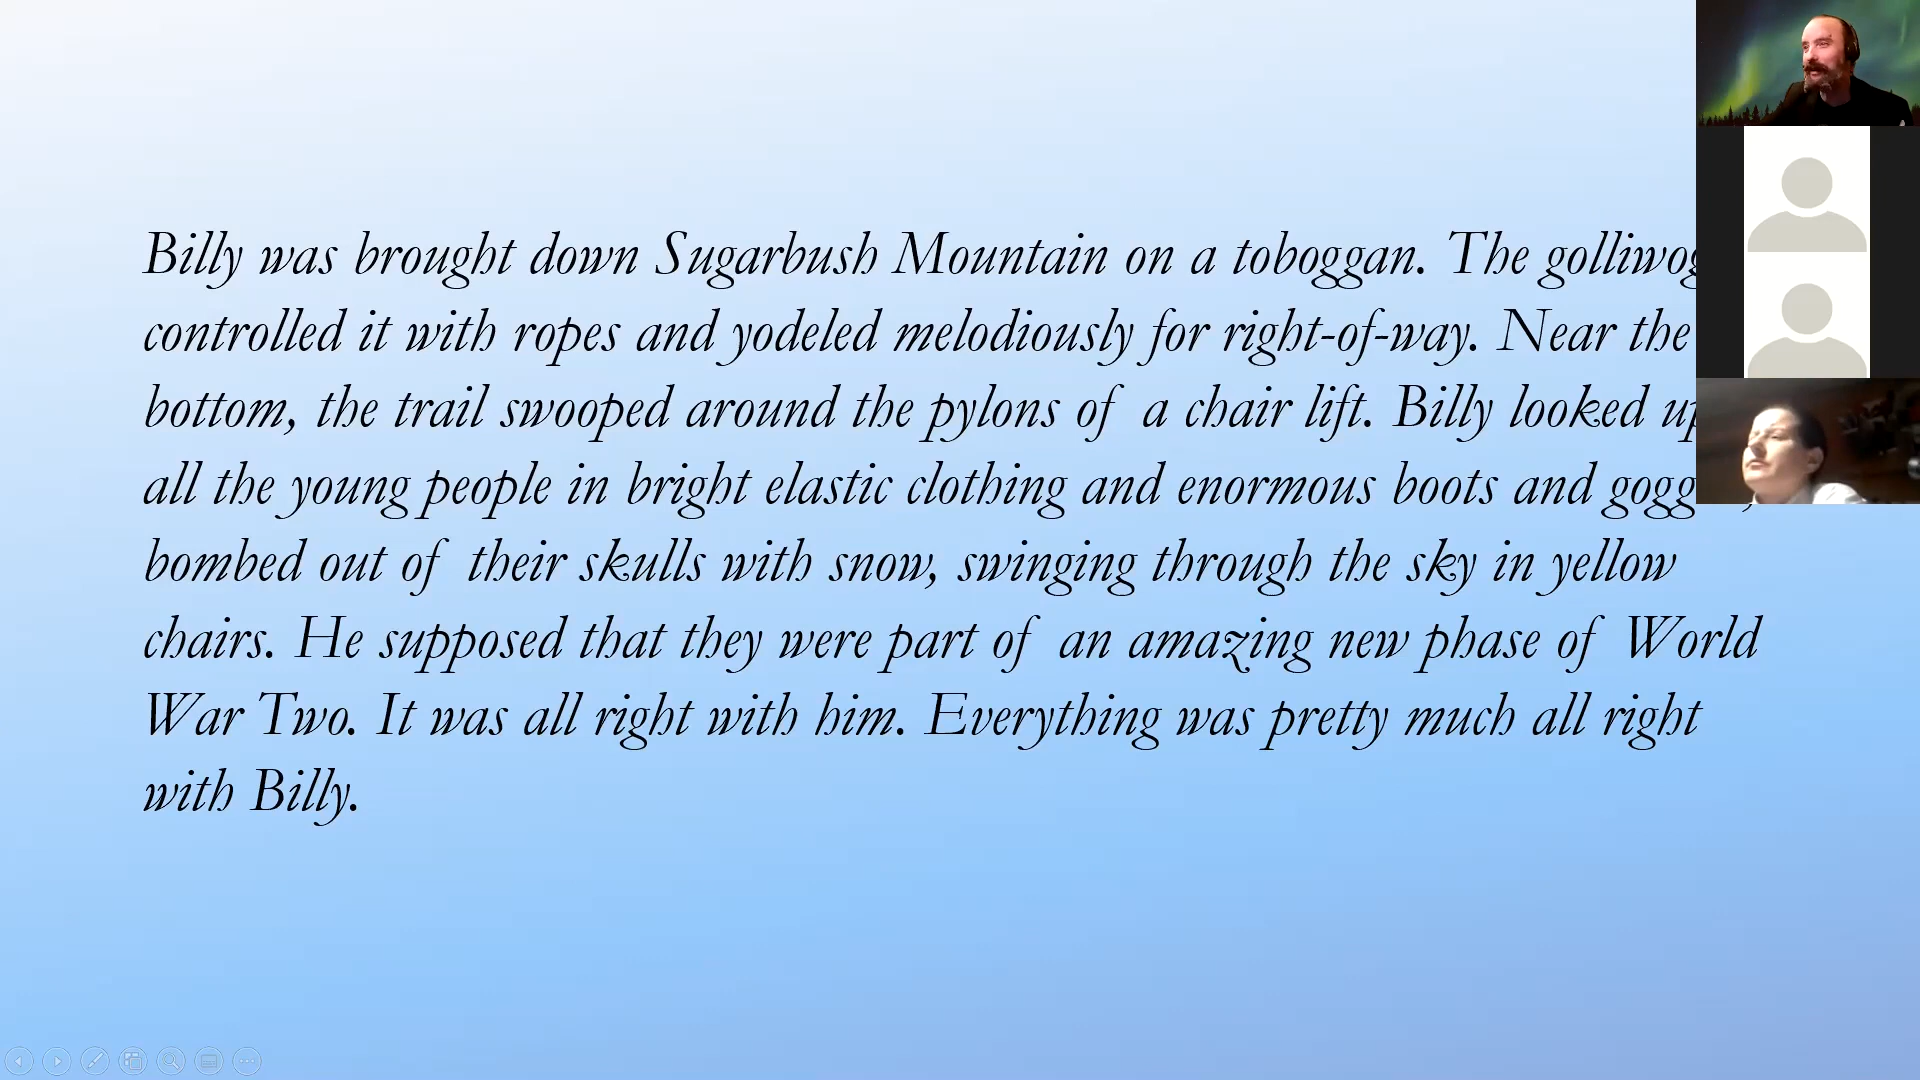 Billy was brought down Sugarbush Mountain on a toboggan. The
controlled it with ropes and yodeled melodiously for right-of-way. Near the
bottom, the trail swooped around the pylons of a chair lift. Billy looked
all the young people in bright elastic clothing and enormous boots and
bombed out of their skulls with snow, swinging through the sky in yellow
chairs. He supposed that they were part of an amazing new phase of World
War Two. It was all right with him. Everything was pretty much all right
with Billy.